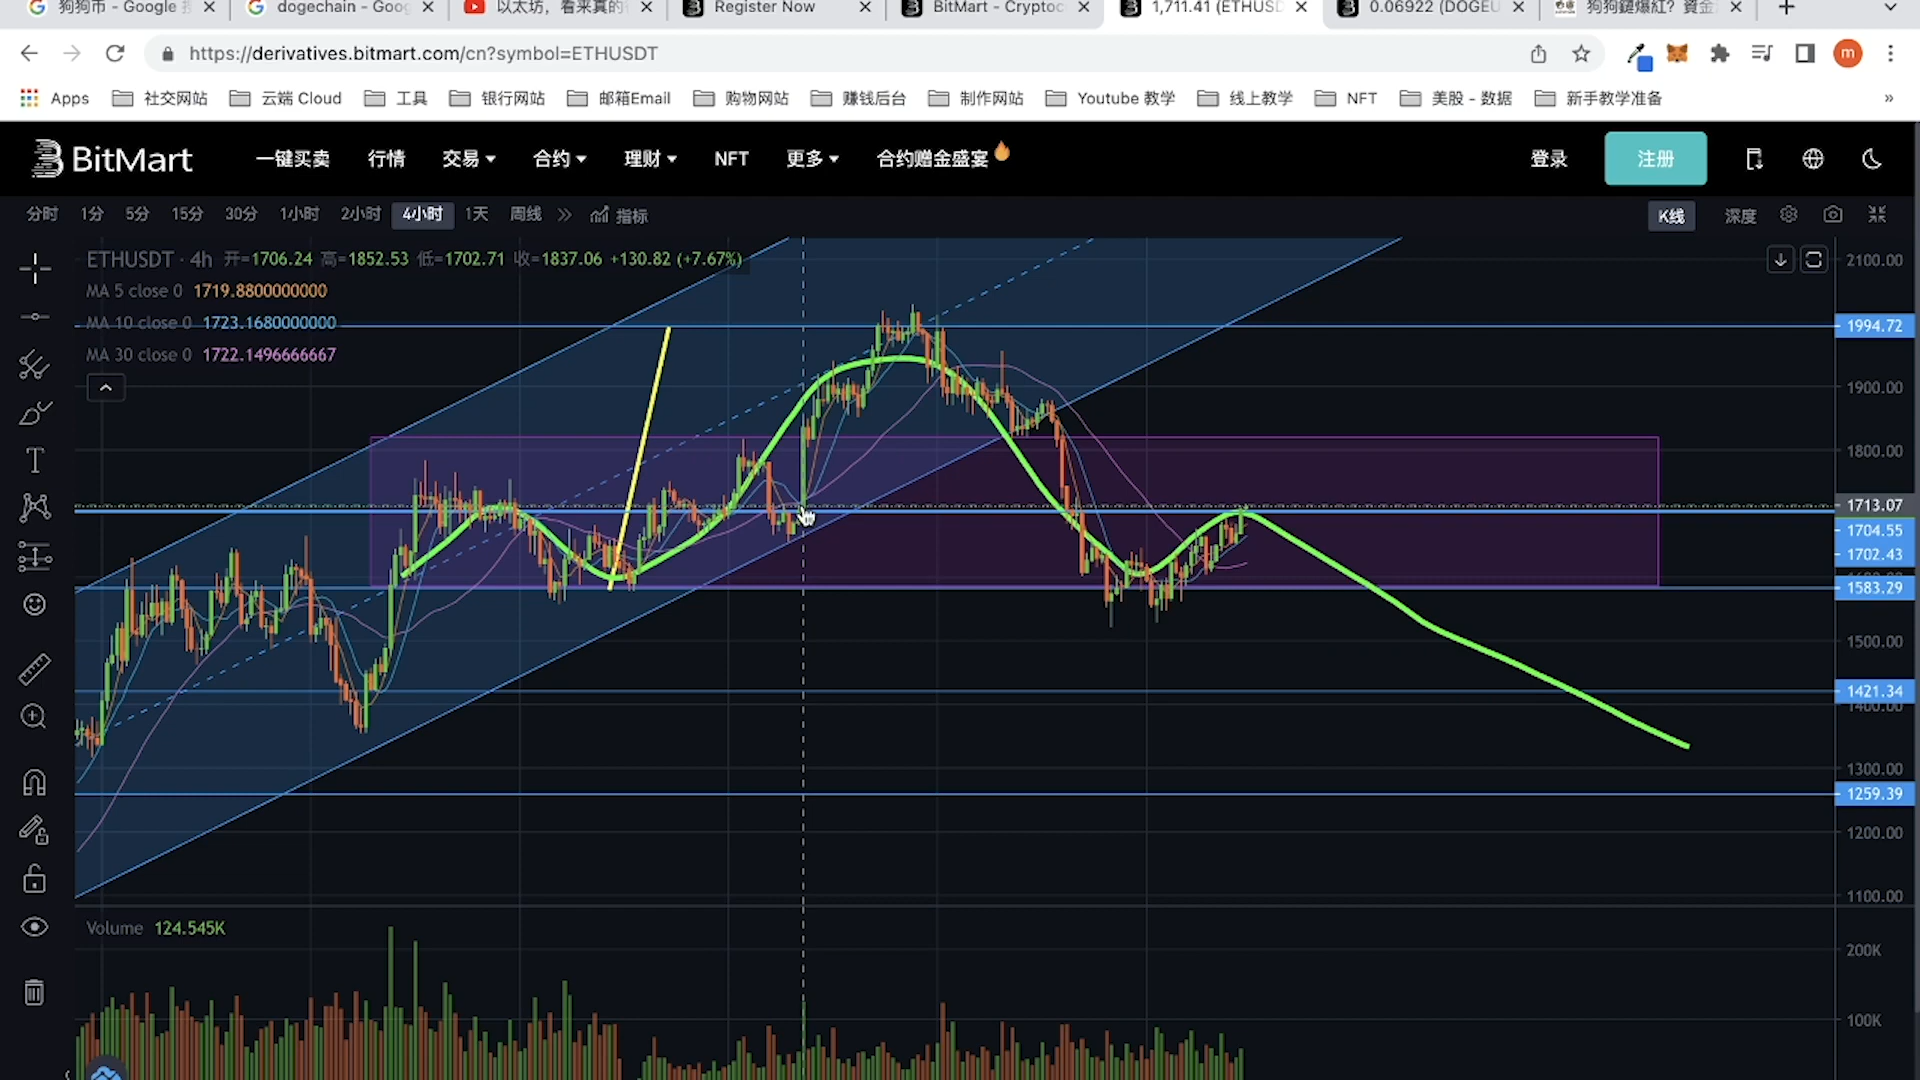 狗狗币 - Google
dogechain - Goog
以太坊，看来真的
Register Now
BitMart - Cryptoc
1,711.41 (ETHUSD
0.06922 (DOGEU
狗狗鏈爆紅？資金
https://derivatives.bitmart.com/cn?symbol=ETHUSDT
m
Apps
社交网站
云端 Cloud
工具
银行网站
邮箱Email
购物网站
赚钱后台
制作网站
Youtube 教学
线上教学
NFT
美股 - 数据
新手教学准备
»
BitMart
一键买卖
行情
交易
合约
理财
NFT
更多
合约赠金盛宴
登录
注册
分时
1分
5分
15分
30分
1小时
2小时
4小时
1天
周线
指标
K线
深度
ETHUSDT · 4h 开=1706.24 高=1852.53 低=1702.71 收=1837.06 +130.82 (+7.67%)
MA 5 close 0 1719.8800000000
MA 10 close 0 1723.1680000000
MA 30 close 0 1722.1496666667
2100.00
1994.72
1900.00
1800.00
1713.07
1704.55
1702.43
1583.29
1500.00
1421.34
1400.00
1300.00
1259.39
1200.00
1100.00
Volume 124.545K
200K
100K